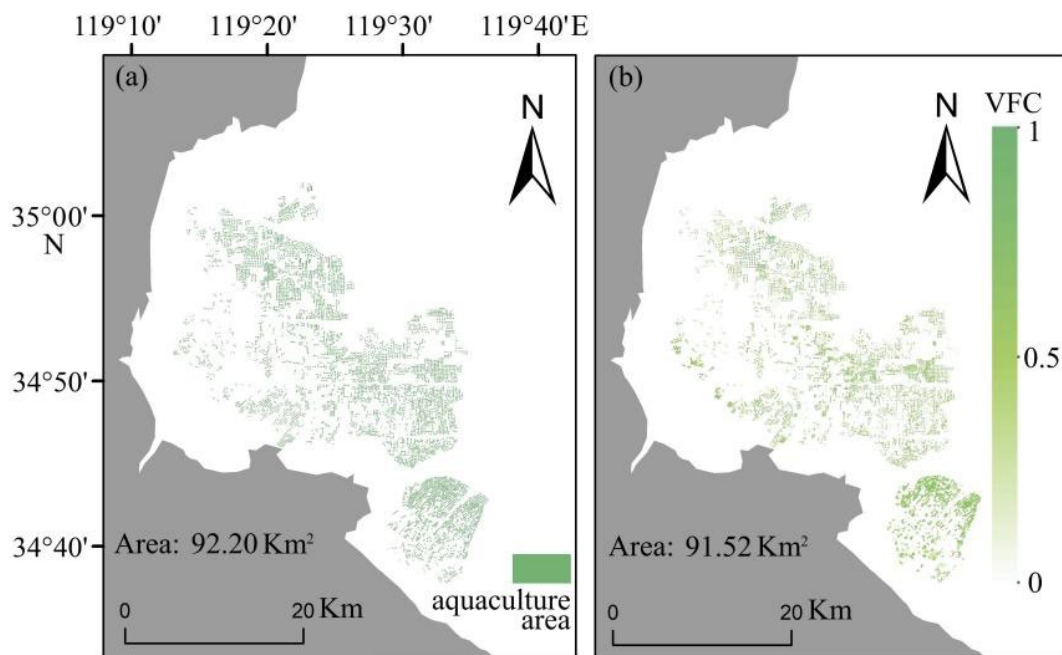 119°10' 119°20' 119°30' 119°40'E
(a)
N
35°00'
N
34°50'
34°40'
Area: 92.20 Km²
aquaculture
area
0 20 Km
(b)
N
VFC
1
0.5
0
Area: 91.52 Km²
0 20